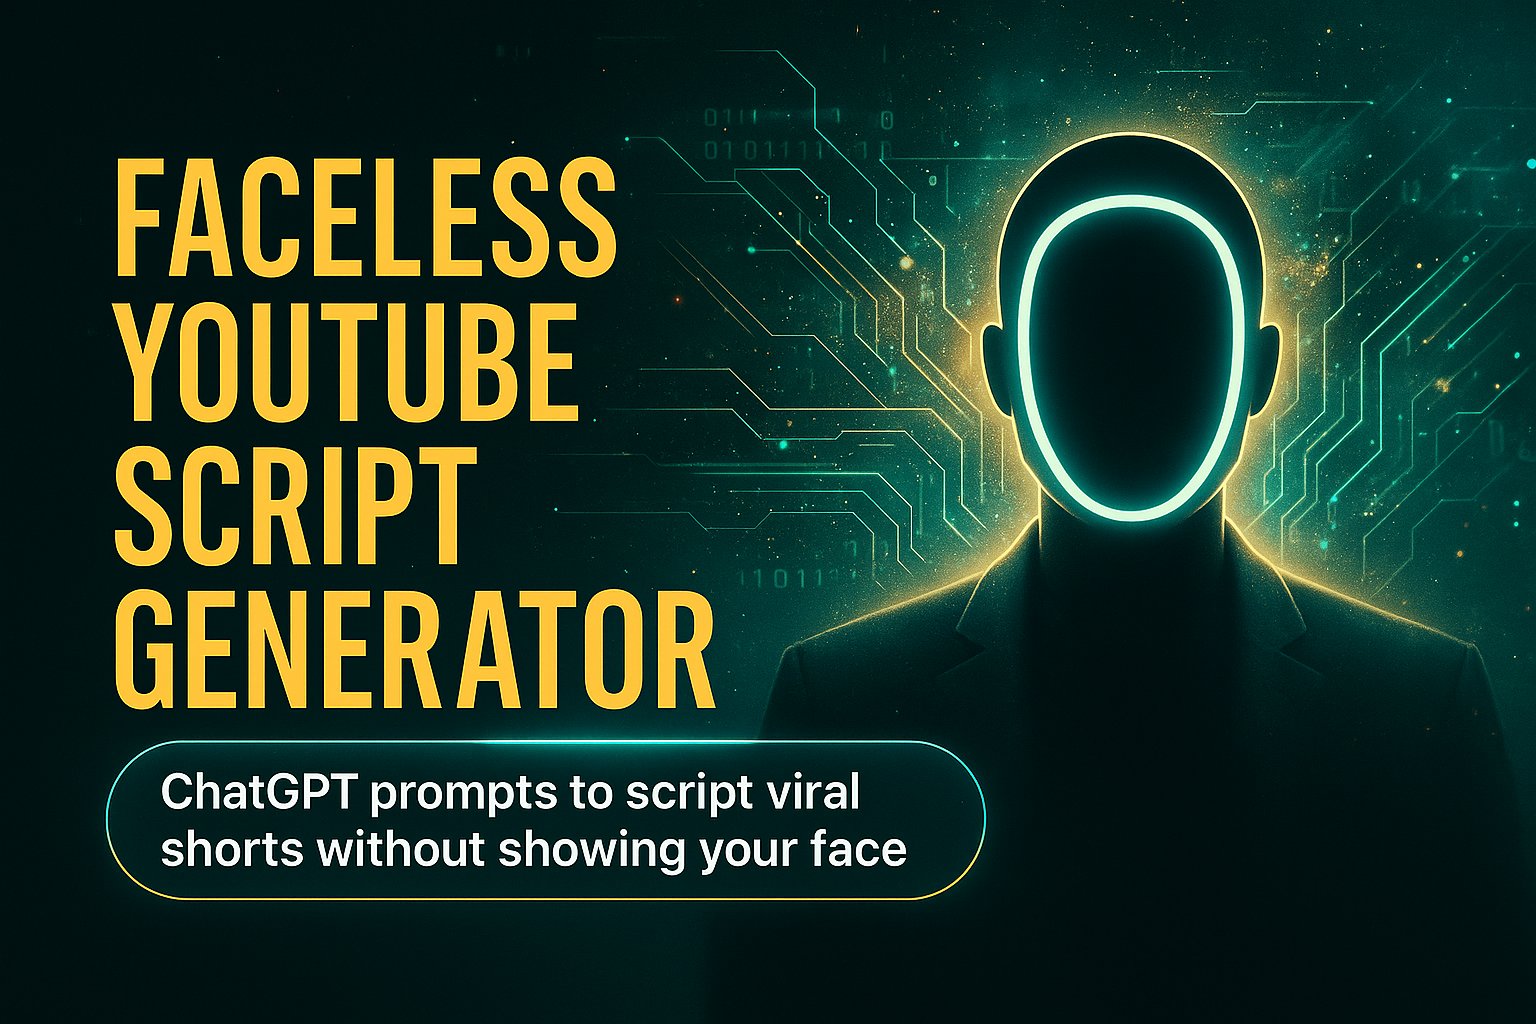 FACELESS
YOUTUBE
SCRIPT
GENERATOR
ChatGPT prompts to script viral
shorts without showing your face